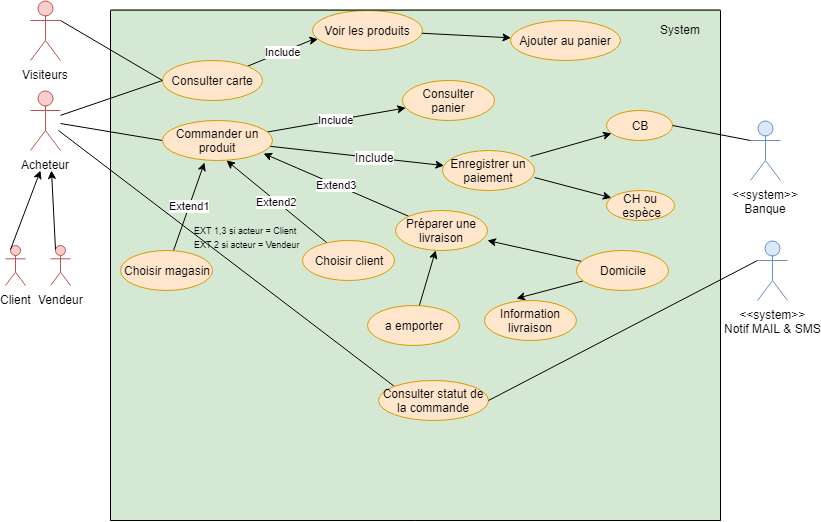 Voir les produits
System
Ajouter au panier
Include
Visiteurs
Consulter carte
Consulter
panier
Include
CB
Commander un
produit
Acheteur
Include
Enregistrer un
paiement
Extend3
<<system>>
Banque
Extend1
Extend2
CH ou
espèce
Préparer une
livraison
EXT 1,3 si acteur = Client
EXT 2 si acteur = Vendeur
Choisir magasin
Choisir client
Domicile
Client
Vendeur
Information
livraison
a emporter
<<system>>
Notif MAIL & SMS
Consulter statut de
la commande